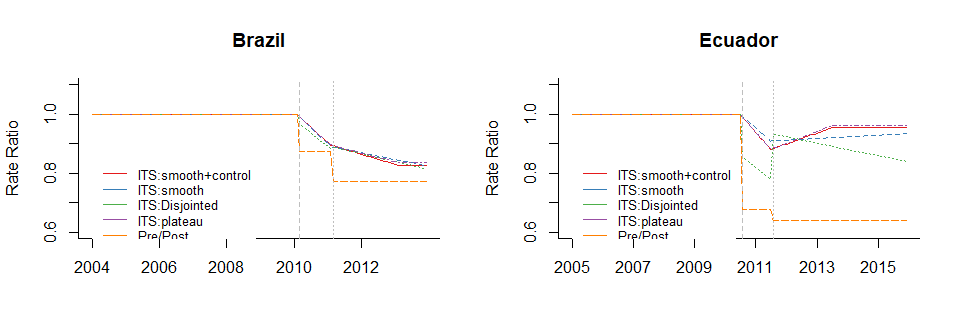 Brazil
Rate Ratio
1.0
0.8
0.6
ITS:smooth+control
ITS:smooth
ITS:Disjointed
ITS:plateau
Pre/Post
2004 2006 2008 2010 2012
Ecuador
Rate Ratio
1.0
0.8
0.6
ITS:smooth+control
ITS:smooth
ITS:Disjointed
ITS:plateau
Pre/Post
2005 2007 2009 2011 2013 2015